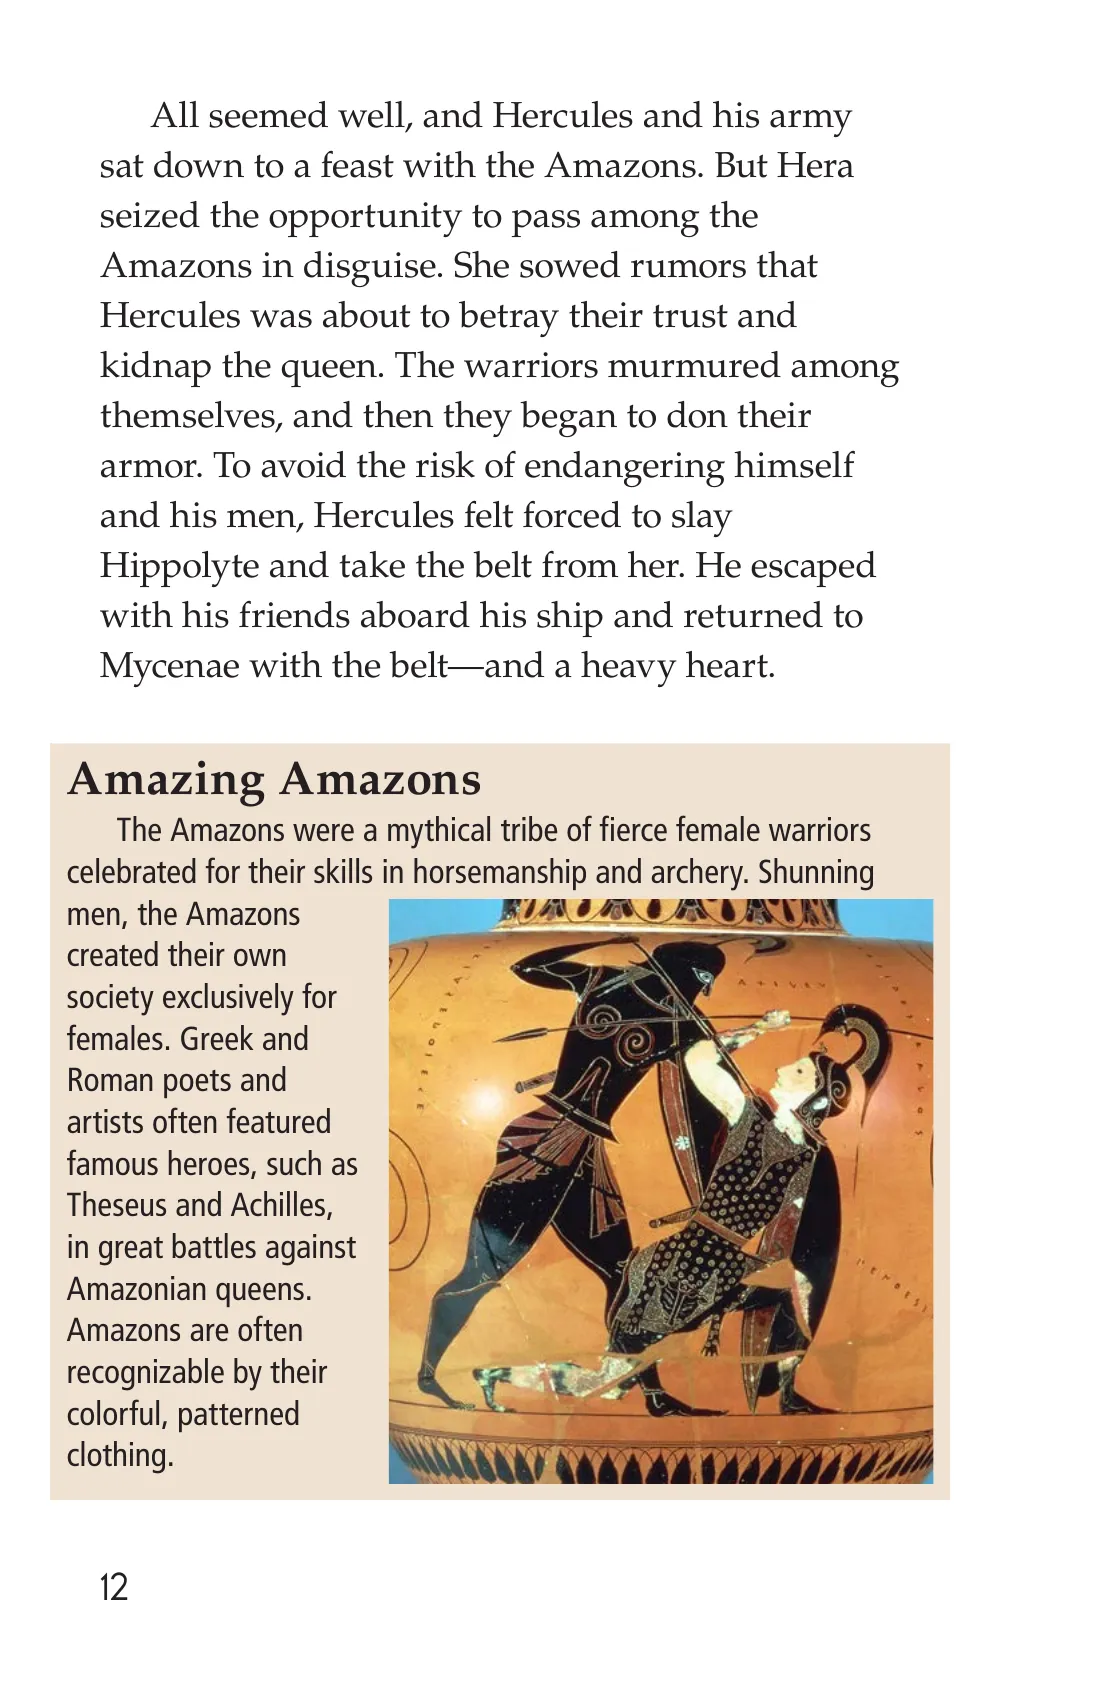 All seemed well, and Hercules and his army
sat down to a feast with the Amazons. But Hera
seized the opportunity to pass among the
Amazons in disguise. She sowed rumors that
Hercules was about to betray their trust and
kidnap the queen. The warriors murmured among
themselves, and then they began to don their
armor. To avoid the risk of endangering himself
and his men, Hercules felt forced to slay
Hippolyte and take the belt from her. He escaped
with his friends aboard his ship and returned to
Mycenae with the belt—and a heavy heart.
Amazing Amazons
The Amazons were a mythical tribe of fierce female warriors
celebrated for their skills in horsemanship and archery. Shunning
men, the Amazons
created their own
society exclusively for
females. Greek and
Roman poets and
artists often featured
famous heroes, such as
Theseus and Achilles,
in great battles against
Amazonian queens.
Amazons are often
recognizable by their
colorful, patterned
clothing.
12